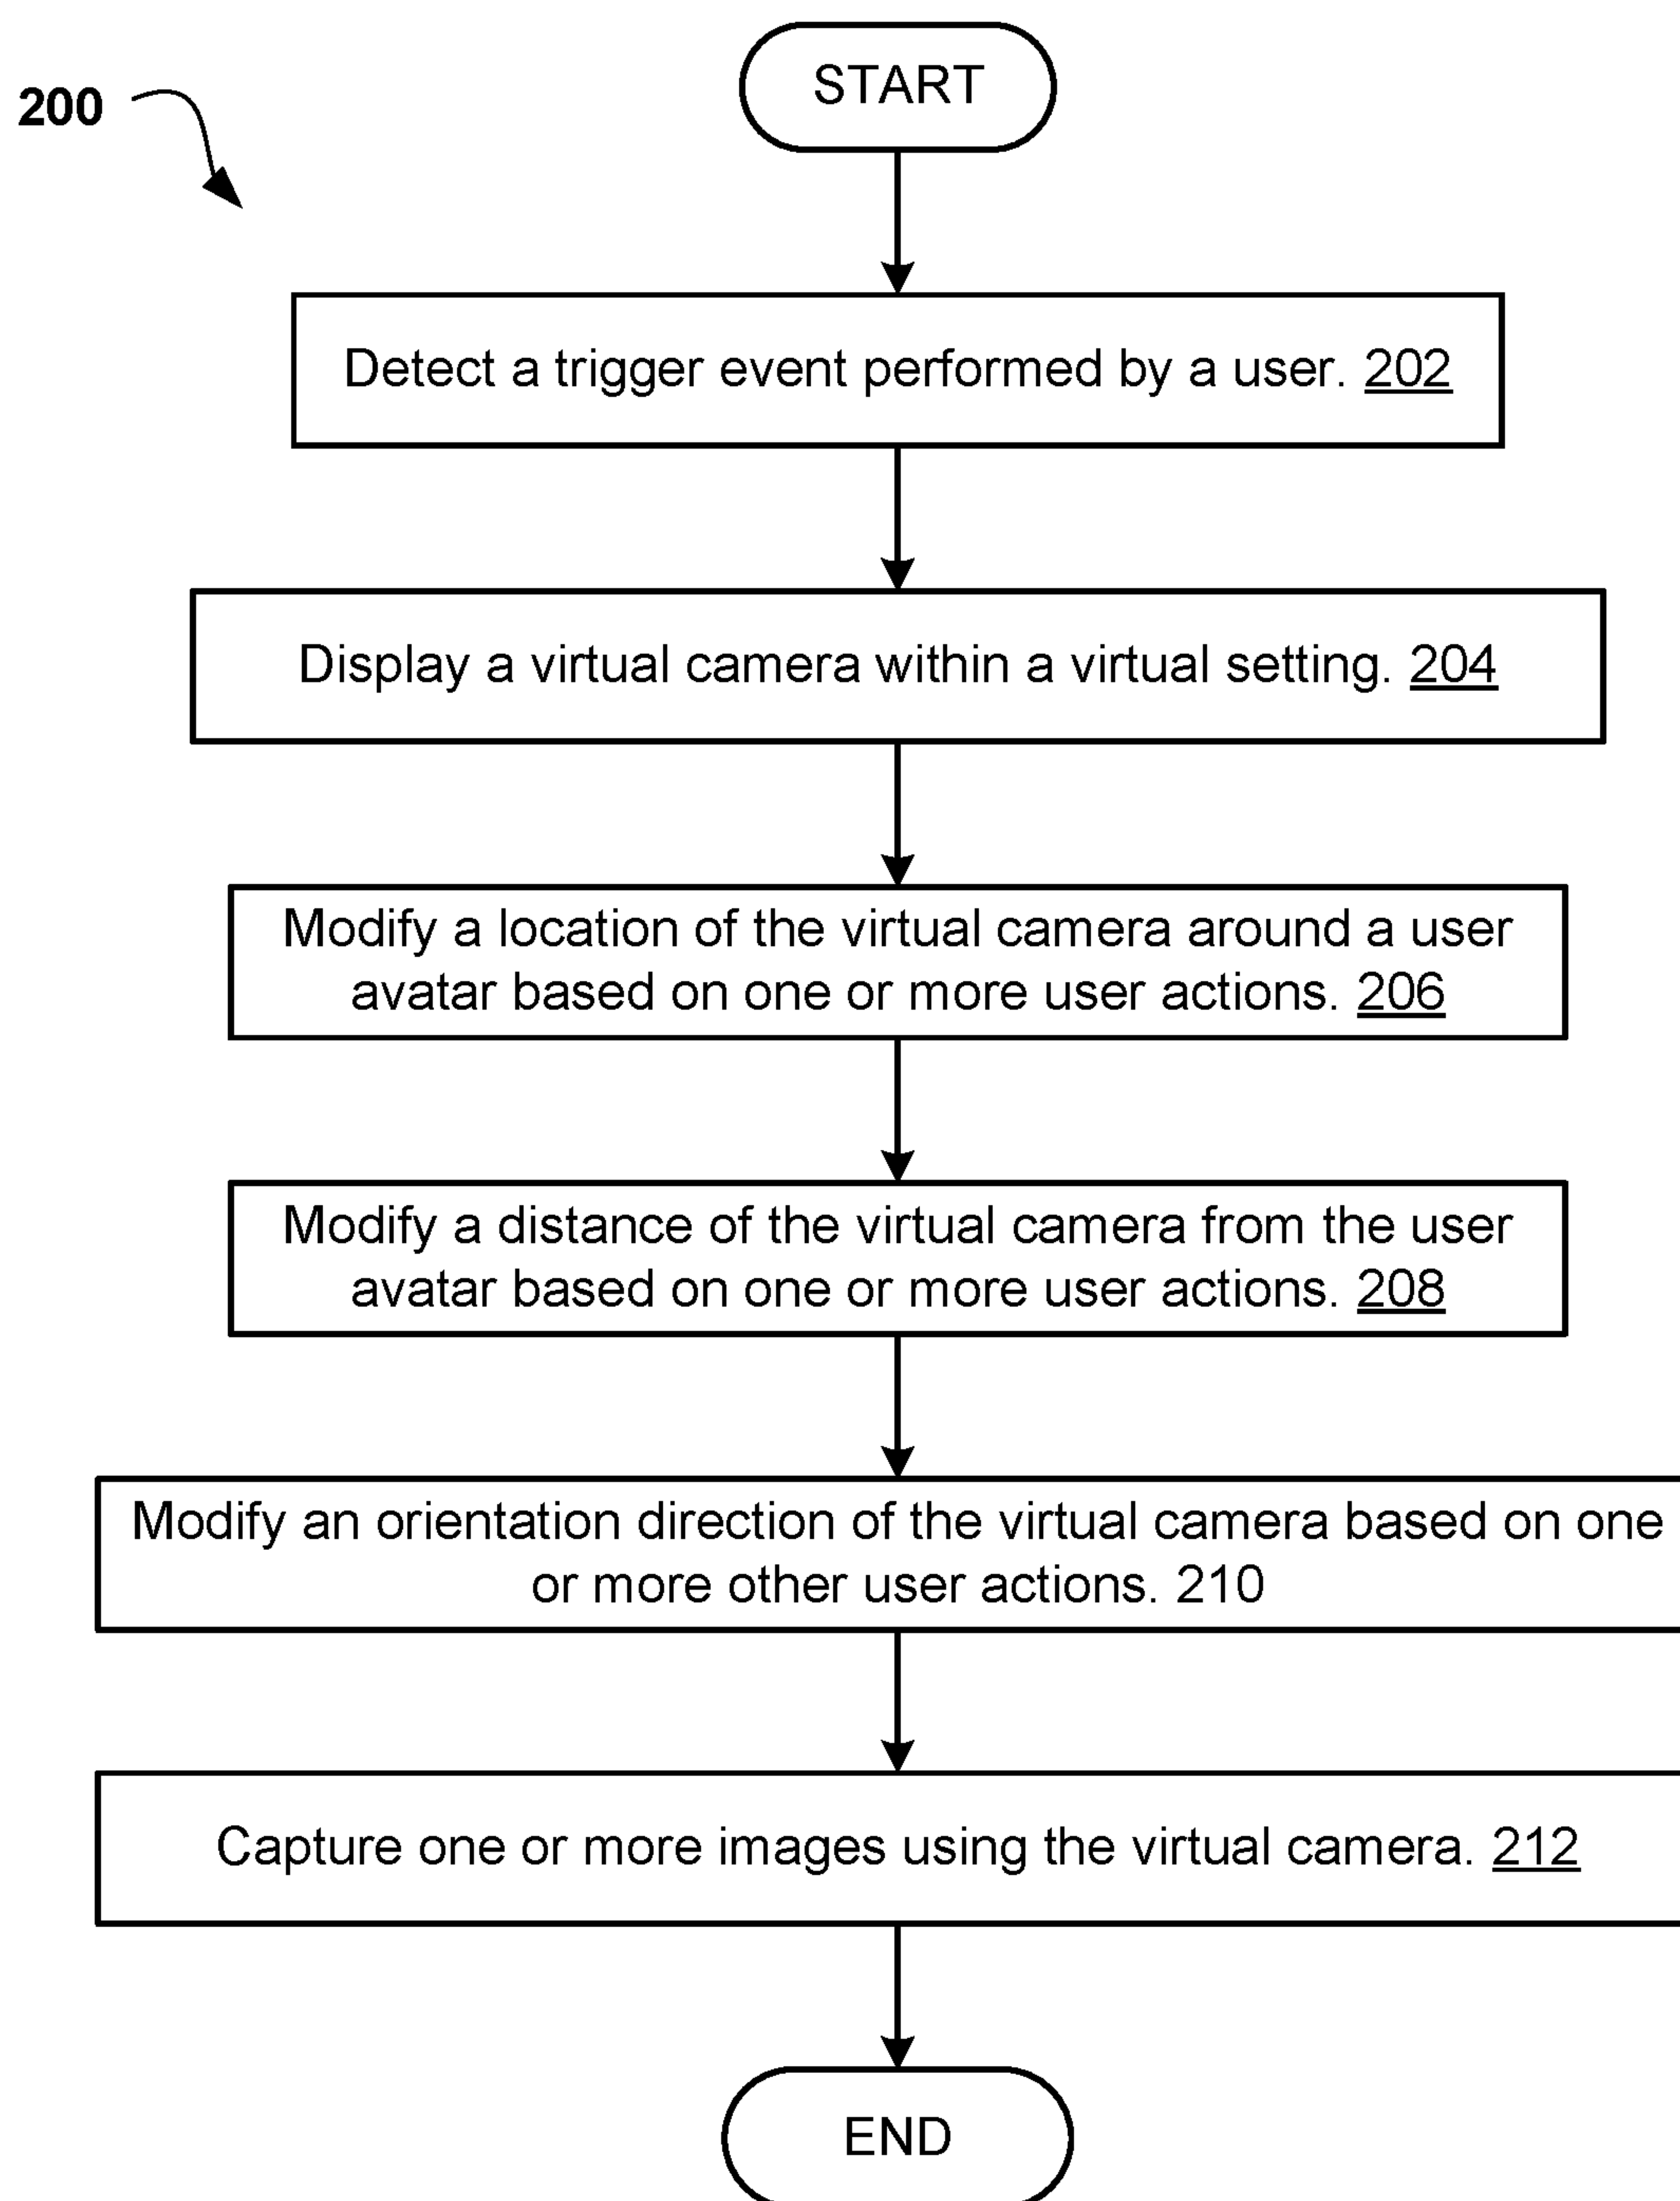 START
200
Detect a trigger event performed by a user. 202
Display a virtual camera within a virtual setting. 204
Modify a location of the virtual camera around a user
avatar based on one or more user actions. 206
Modify a distance of the virtual camera from the user
avatar based on one or more user actions. 208
Modify an orientation direction of the virtual camera based on one
or more other user actions. 210
Capture one or more images using the virtual camera. 212
END